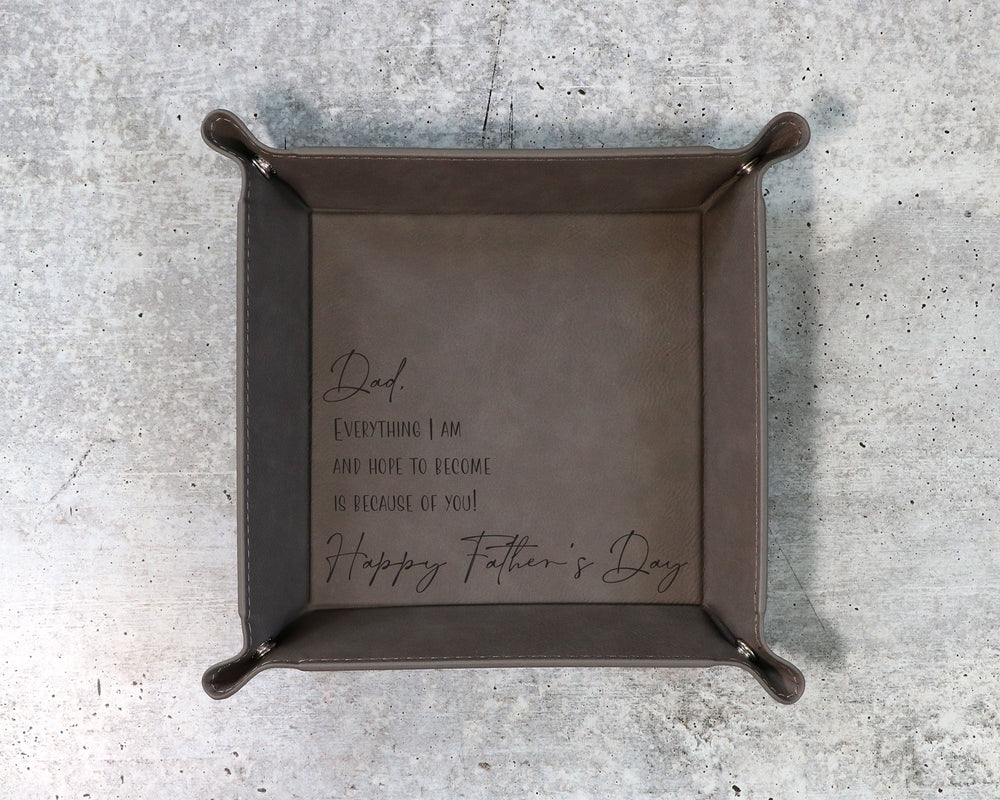 Dad,
Everything I am
and hope to become
is because of you!
Happy Father's Day